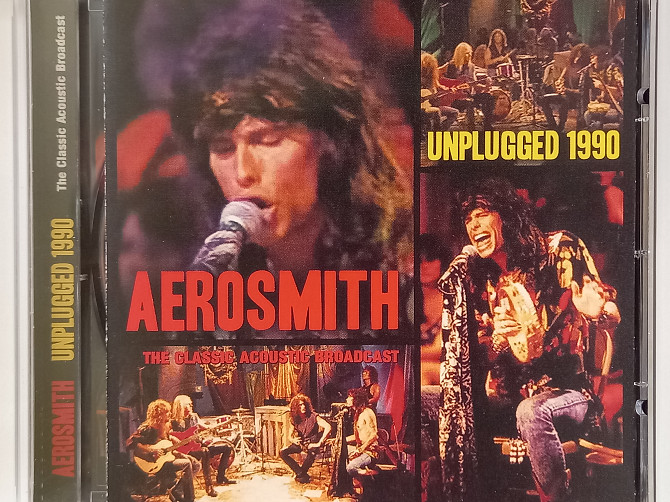 AEROSMITH UNPLUGGED 1990 The Classic Acoustic Broadcast
UNPLUGGED 1990
AEROSMITH
THE CLASSIC ACOUSTIC BROADCAST